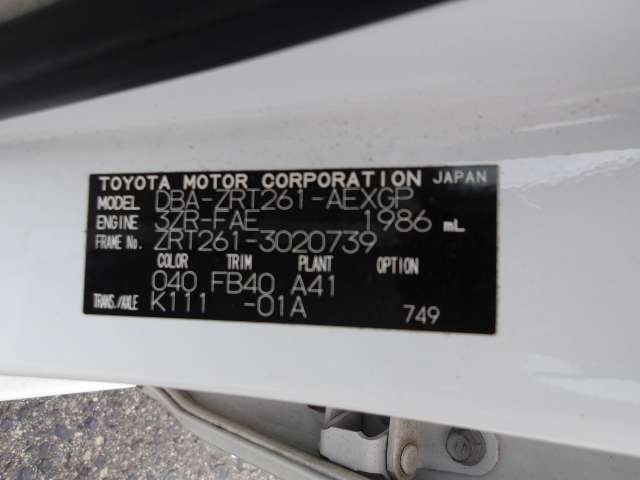 TOYOTA MOTOR CORPORATION JAPAN
MODEL DBA-ZRT261-AEXGP
ENGINE 3ZR-FAE 1986 mL
FRAME No. ZRT261-3020739
COLOR TRIM PLANT OPTION
040 FB40 A41
TRANS./AXLE K111 -01A 749